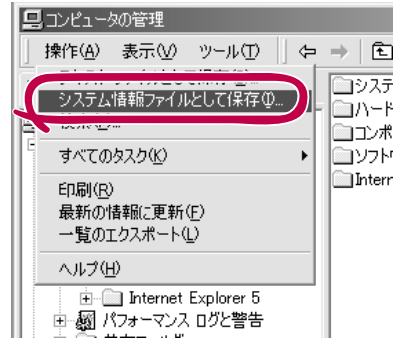 コンピュータの管理
操作(A) 表示(V) ツール(T)
システム情報ファイルとして保存(I)...
すべてのタスク(K)
印刷(R)
最新の情報に更新(F)
一覧のエクスポート(L)
ヘルプ(H)
システ
ハード
コンポ
ソフト
Intern
Internet Explorer 5
パフォーマンス ログと警告